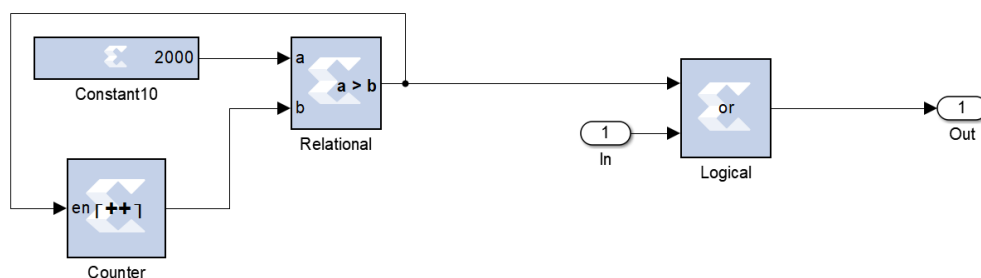 2000
Constant10
a
b
a > b
Relational
en
++
Counter
1
In
or
Logical
1
Out